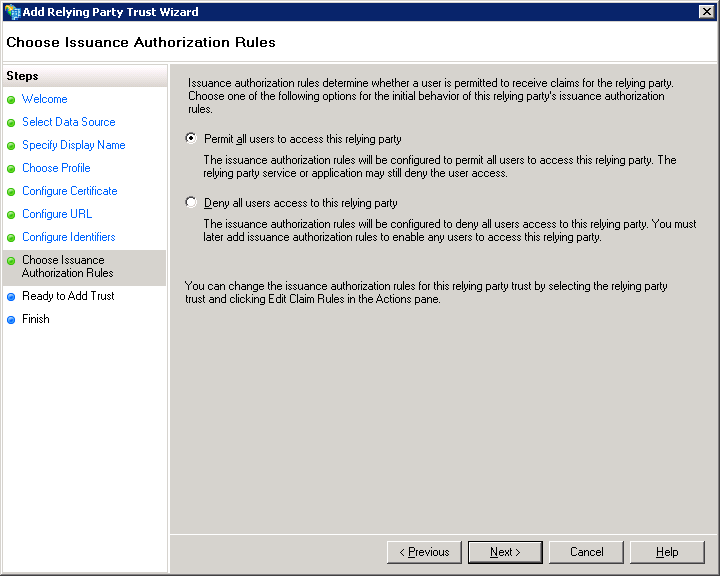 Add Relying Party Trust Wizard
Choose Issuance Authorization Rules
Steps
Welcome
Select Data Source
Specify Display Name
Choose Profile
Configure Certificate
Configure URL
Configure Identifiers
Choose Issuance
Authorization Rules
Ready to Add Trust
Finish
Issuance authorization rules determine whether a user is permitted to receive claims for the relying party.
Choose one of the following options for the initial behavior of this relying party's issuance authorization
rules.
Permit all users to access this relying party
The issuance authorization rules will be configured to permit all users to access this relying party. The
relying party service or application may still deny the user access.
Deny all users access to this relying party
The issuance authorization rules will be configured to deny all users access to this relying party. You must
later add issuance authorization rules to enable any users to access this relying party.
You can change the issuance authorization rules for this relying party trust by selecting the relying party
trust and clicking Edit Claim Rules in the Actions pane.
< Previous
Next >
Cancel
Help